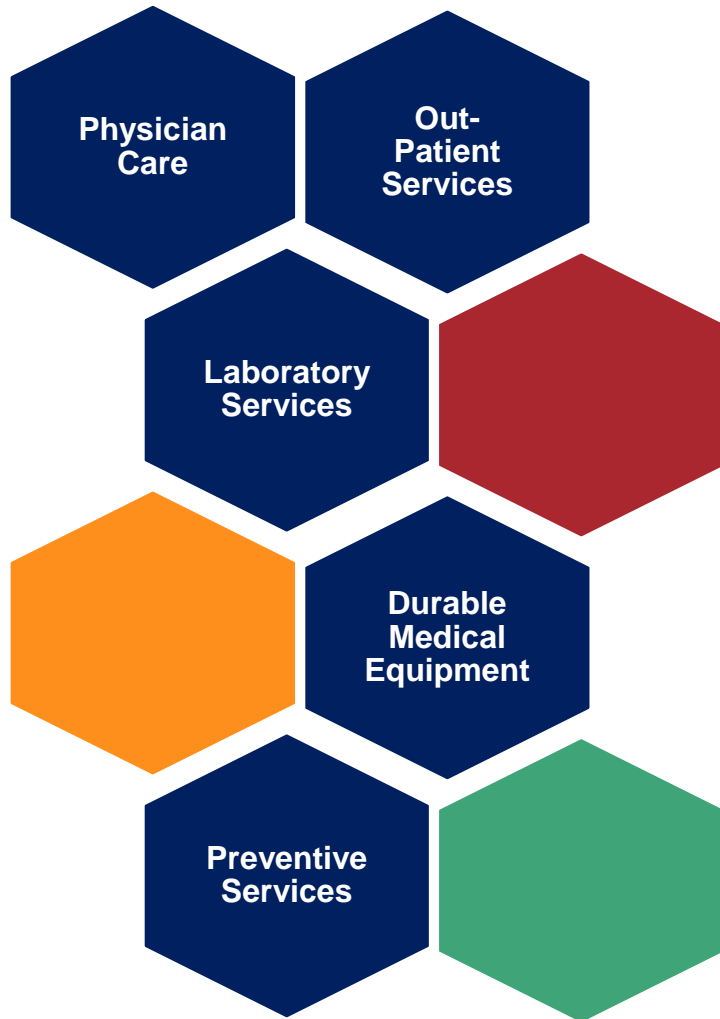 Physician
Care
Out-
Patient
Services
Laboratory
Services
Durable
Medical
Equipment
Preventive
Services